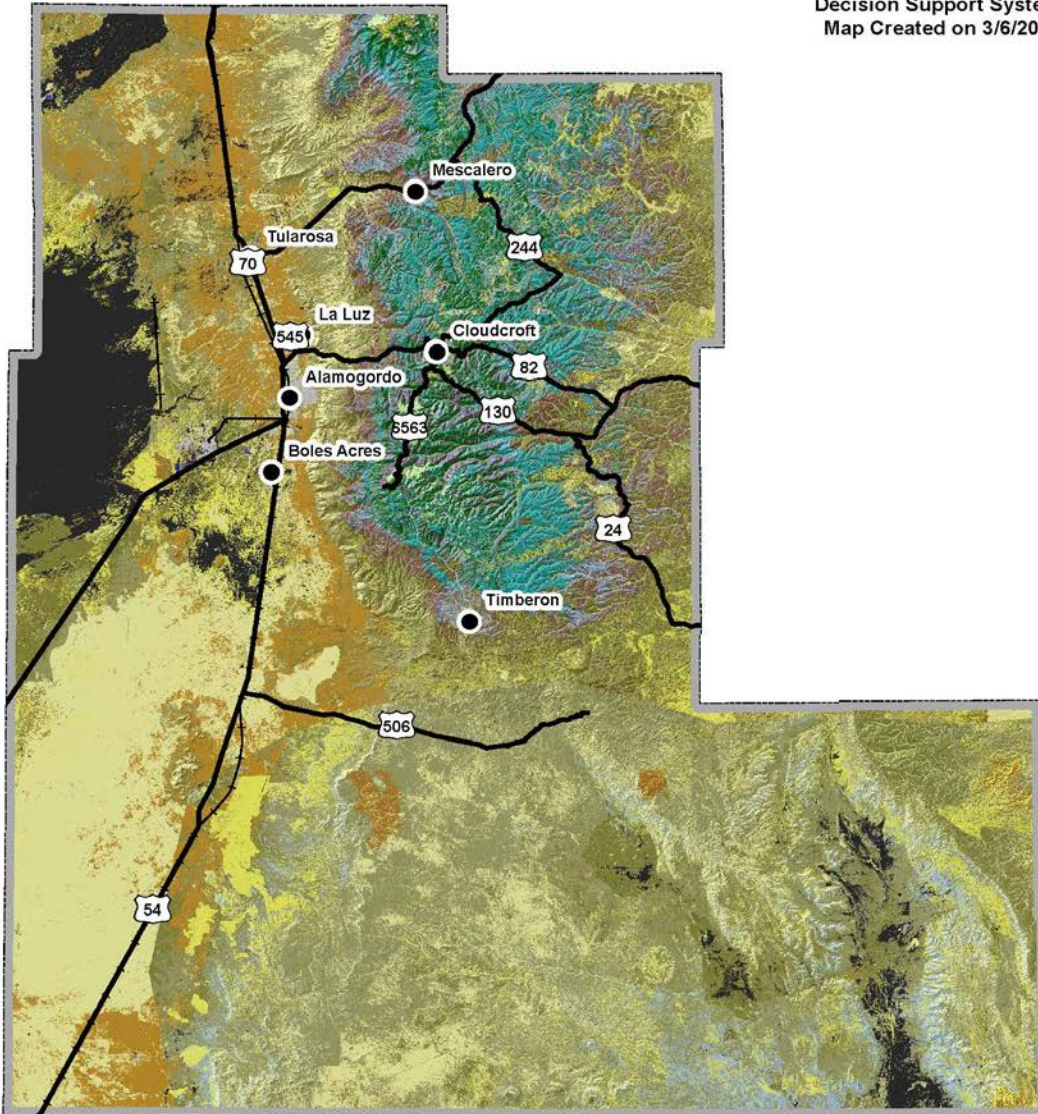 Decision Support Syste
Map Created on 3/6/20
Mescalero
Tularosa
244
70
La Luz
545
Cloudcroft
82
Alamogordo
130
S563
Boles Acres
24
Timberon
506
54